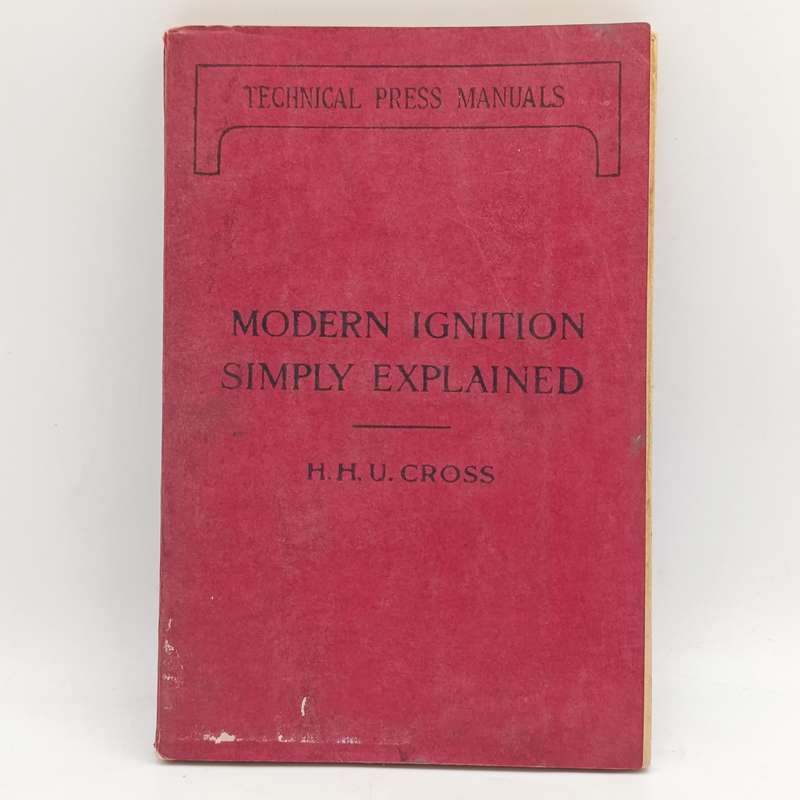 TECHNICAL PRESS MANUALS
MODERN IGNITION
SIMPLY EXPLAINED
H. H. U. CROSS